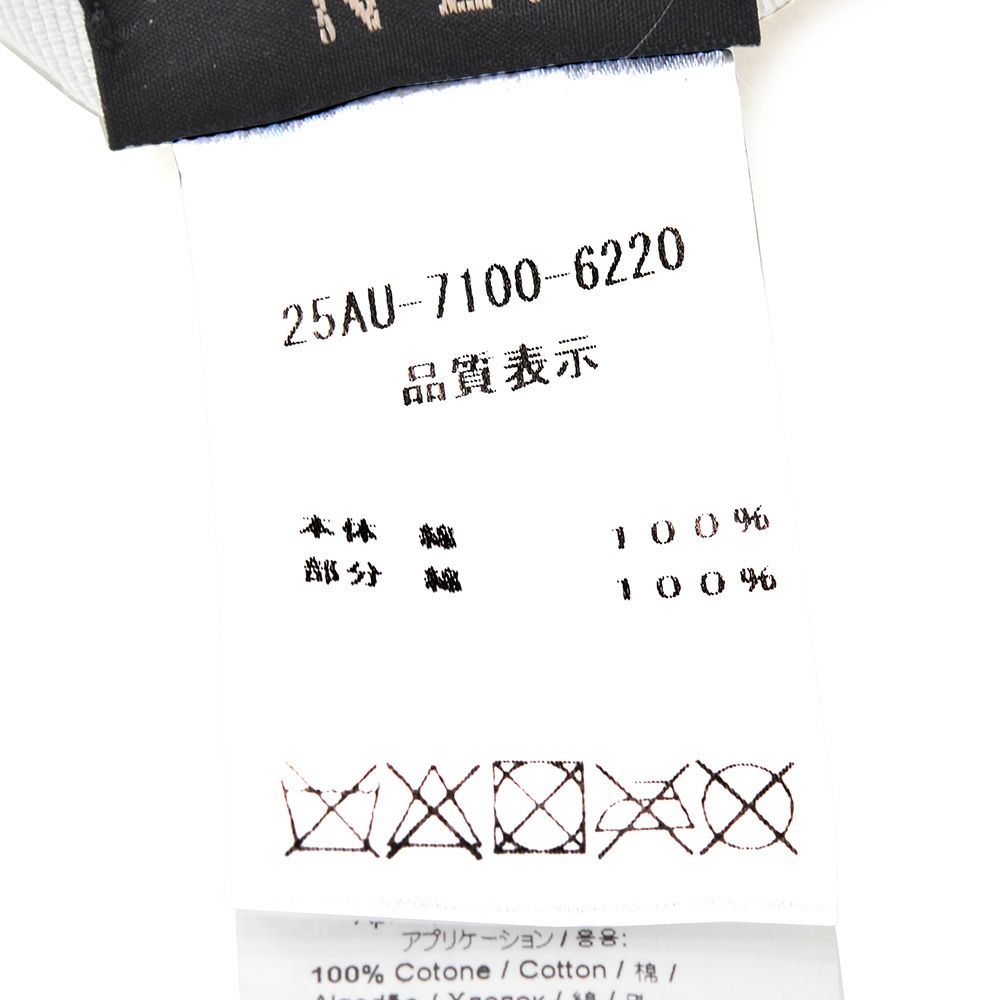 25AU-7100-6220
品質表示
本体 綿 100%
部分 綿 100%
アプリケーション / 응용:
100% Cotone / Cotton / 棉 /